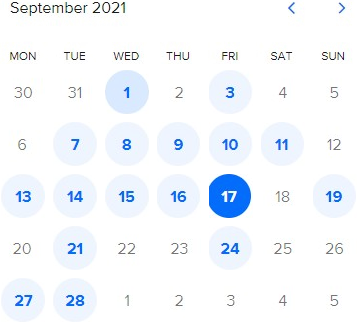 September 2021
MON TUE WED THU FRI SAT SUN
30 31 1 2 3 4 5
6 7 8 9 10 11 12
13 14 15 16 17 18 19
20 21 22 23 24 25 26
27 28 1 2 3 4 5